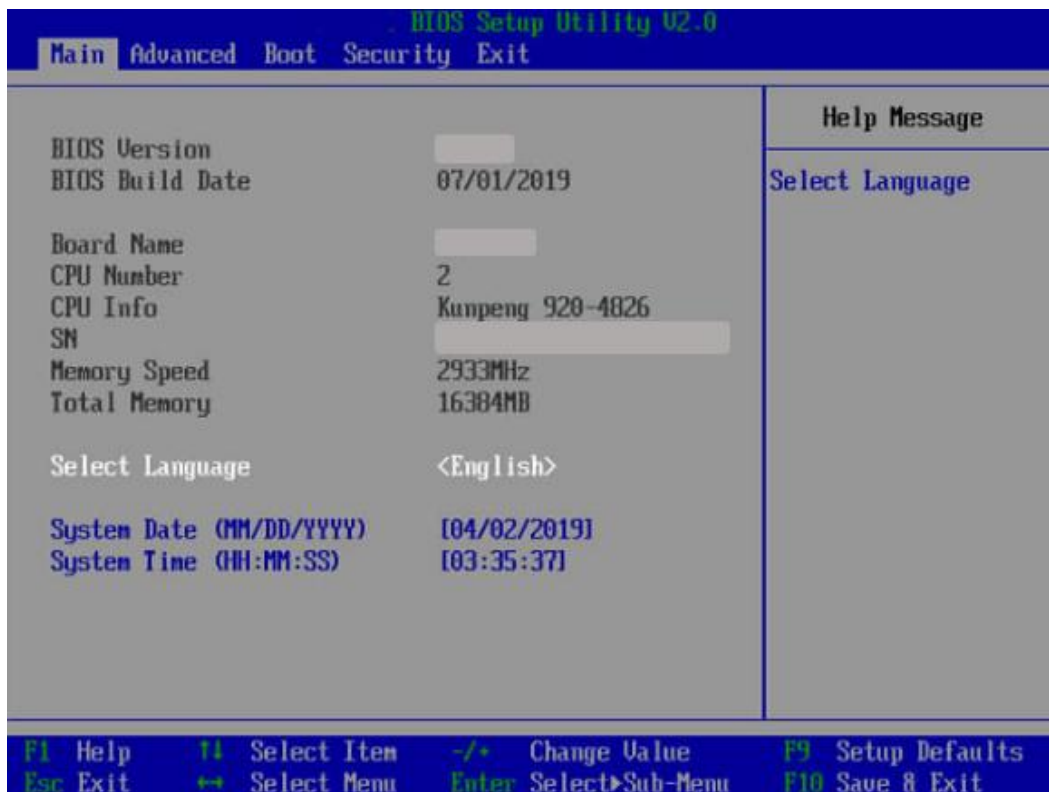 BIOS Setup Utility V2.0
Main Advanced Boot Security Exit
Help Message
Select Language
BIOS Version
BIOS Build Date 07/01/2019
Board Name
CPU Number 2
CPU Info Kunpeng 920-4826
SN
Memory Speed 2933MHz
Total Memory 16384MB
Select Language <English>
System Date (MM/DD/YYYY) [04/02/2019]
System Time (HH:MM:SS) [03:35:37]
F1 Help ↑↓ Select Item -/+ Change Value F9 Setup Defaults
Esc Exit ↔ Select Menu Enter Select▶Sub-Menu F10 Save & Exit